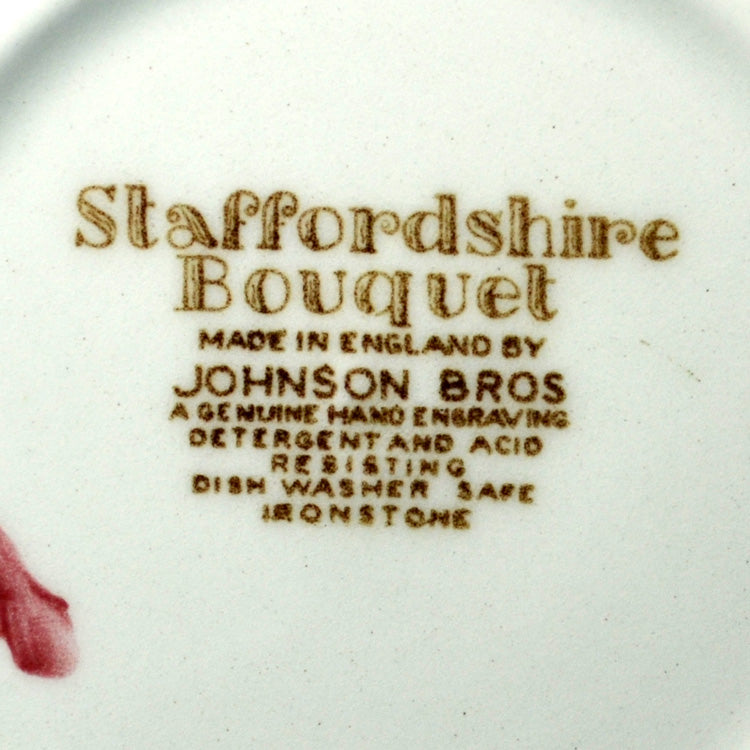 Staffordshire
Bouquet
MADE IN ENGLAND BY
JOHNSON BROS
A GENUINE HAND ENGRAVING
DETERGENT AND ACID
RESISTING
DISH WASHER SAFE
IRONSTONE